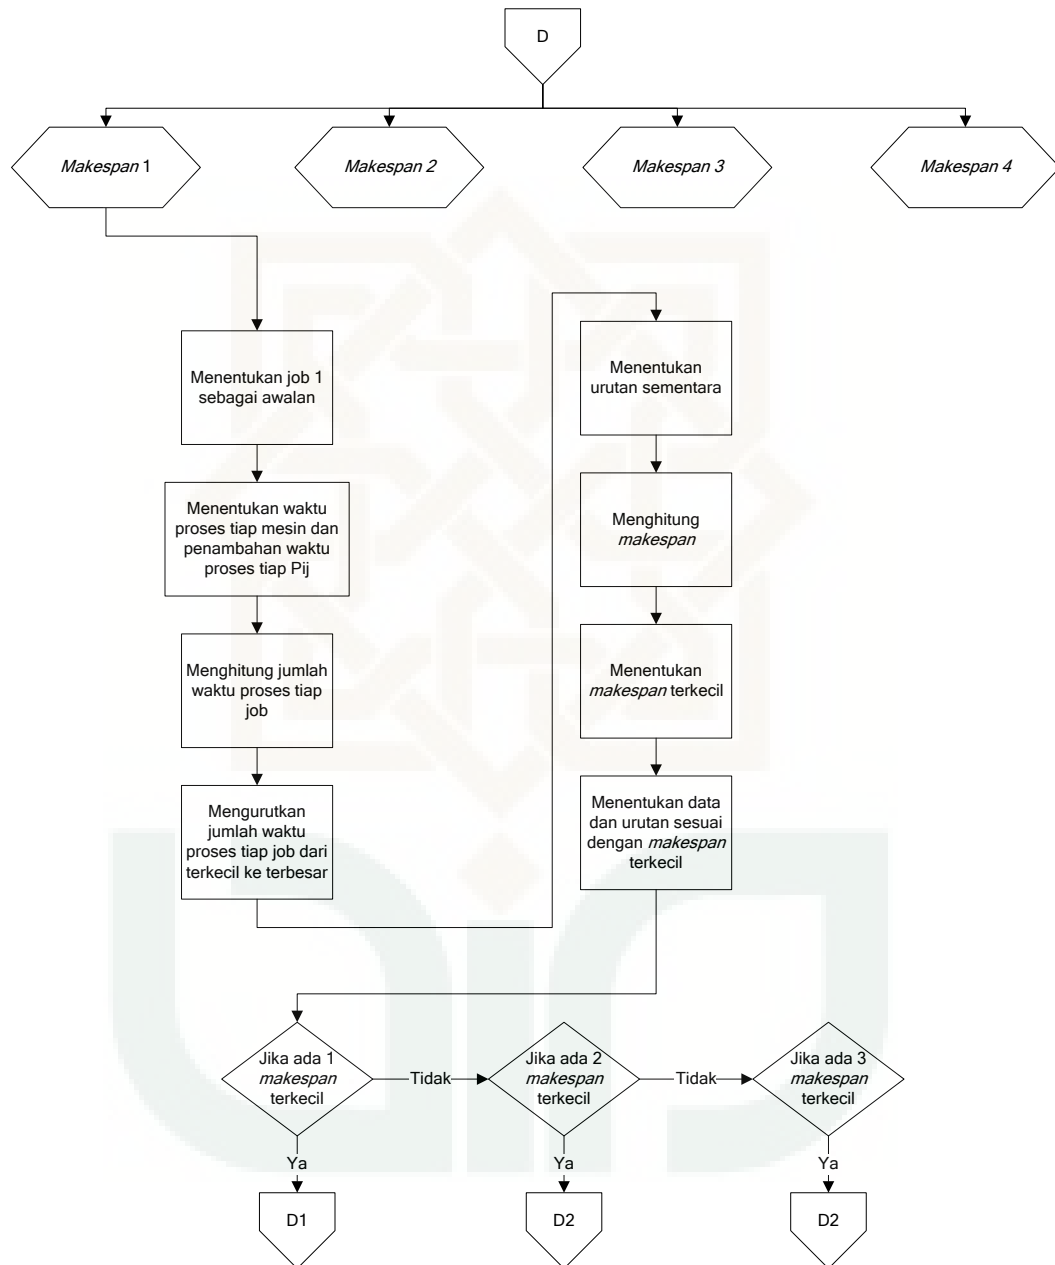 D
Makespan 1
Makespan 2
Makespan 3
Makespan 4
Menentukan job 1
sebagai awalan
Menentukan waktu
proses tiap mesin dan
penambahan waktu
proses tiap Pij
Menghitung jumlah
waktu proses tiap
job
Mengurutkan
jumlah waktu
proses tiap job dari
terkecil ke terbesar
Menentukan
urutan sementara
Menghitung
makespan
Menentukan
makespan terkecil
Menentukan data
dan urutan sesuai
dengan makespan
terkecil
Jika ada 1
makespan
terkecil
Tidak
Jika ada 2
makespan
terkecil
Tidak
Jika ada 3
makespan
terkecil
Ya
Ya
Ya
D1
D2
D2